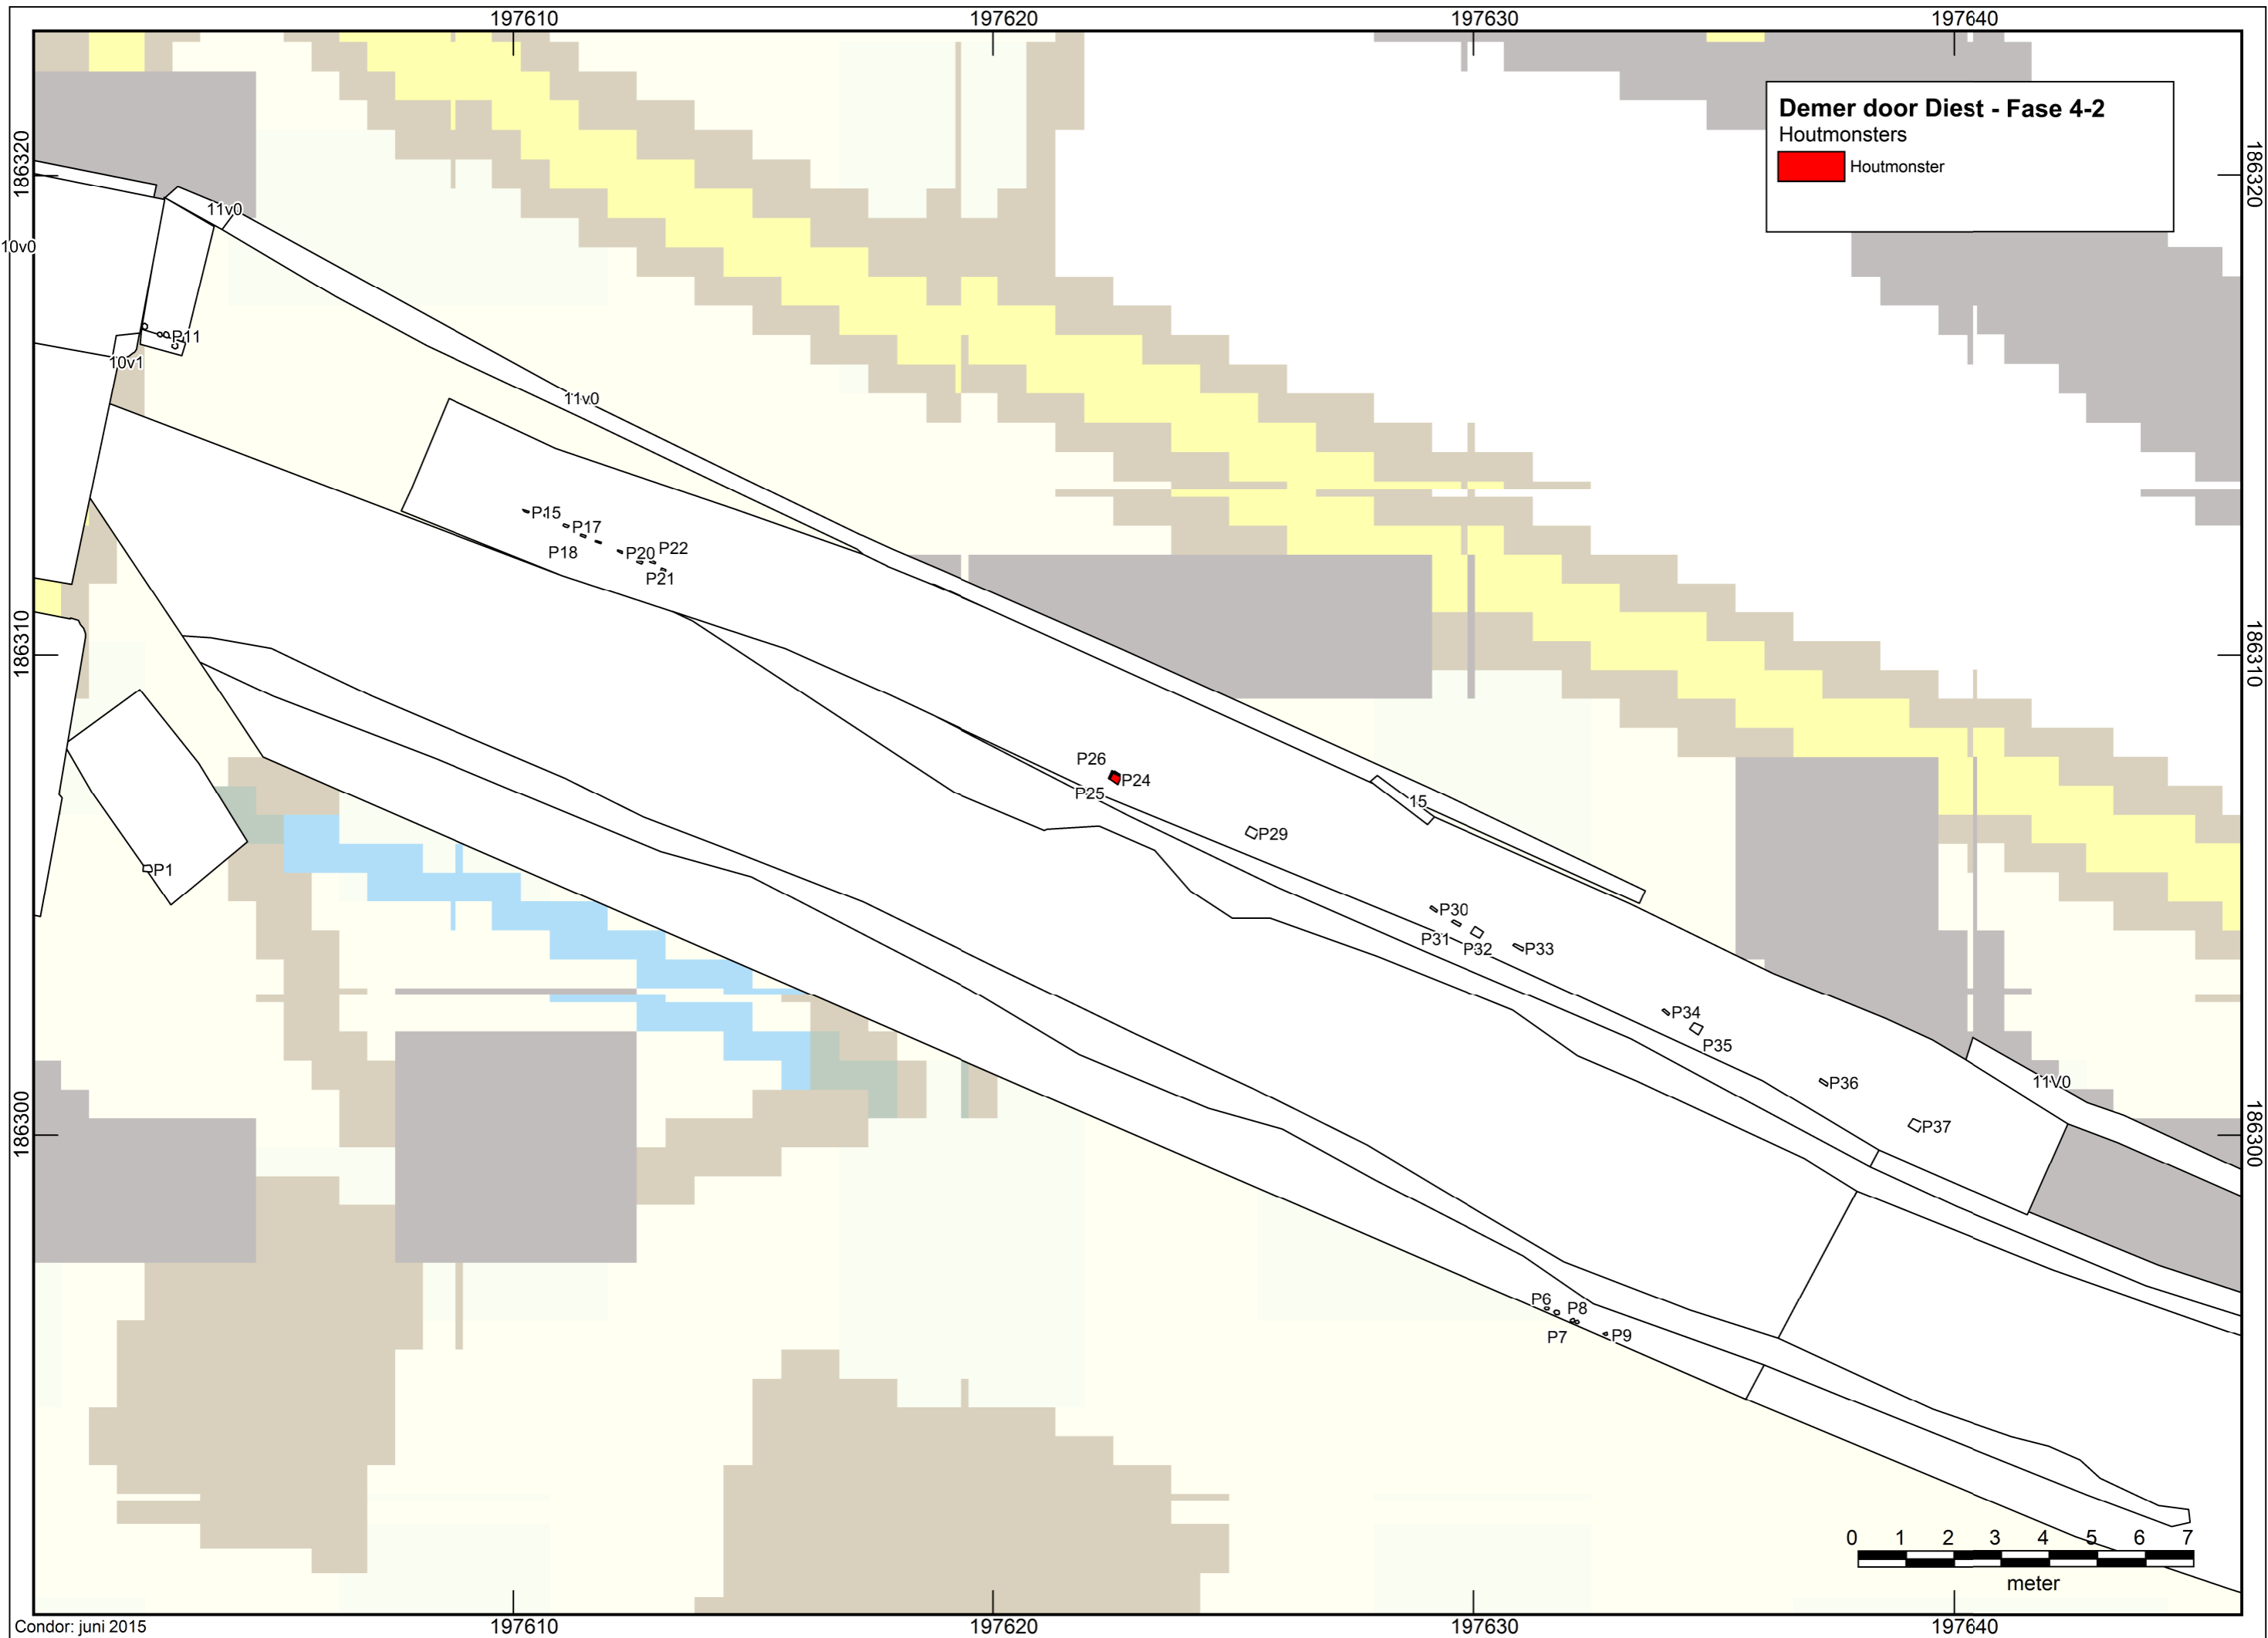 197610
197620
197630
197640
Demer door Diest - Fase 4-2
Houtmonsters
Houtmonster
186320
186320
11v0
10v0
P11
10v1
11v0
P15
P17
P18
P20
P22
P21
186310
186310
P26
P24
P25
15
P29
P1
P30
P31
P32
P33
P34
P35
P36
11V0
P37
186300
186300
P6
P8
P7
P9
0 1 2 3 4 5 6 7
meter
197610
197620
197630
197640
Condor: juni 2015